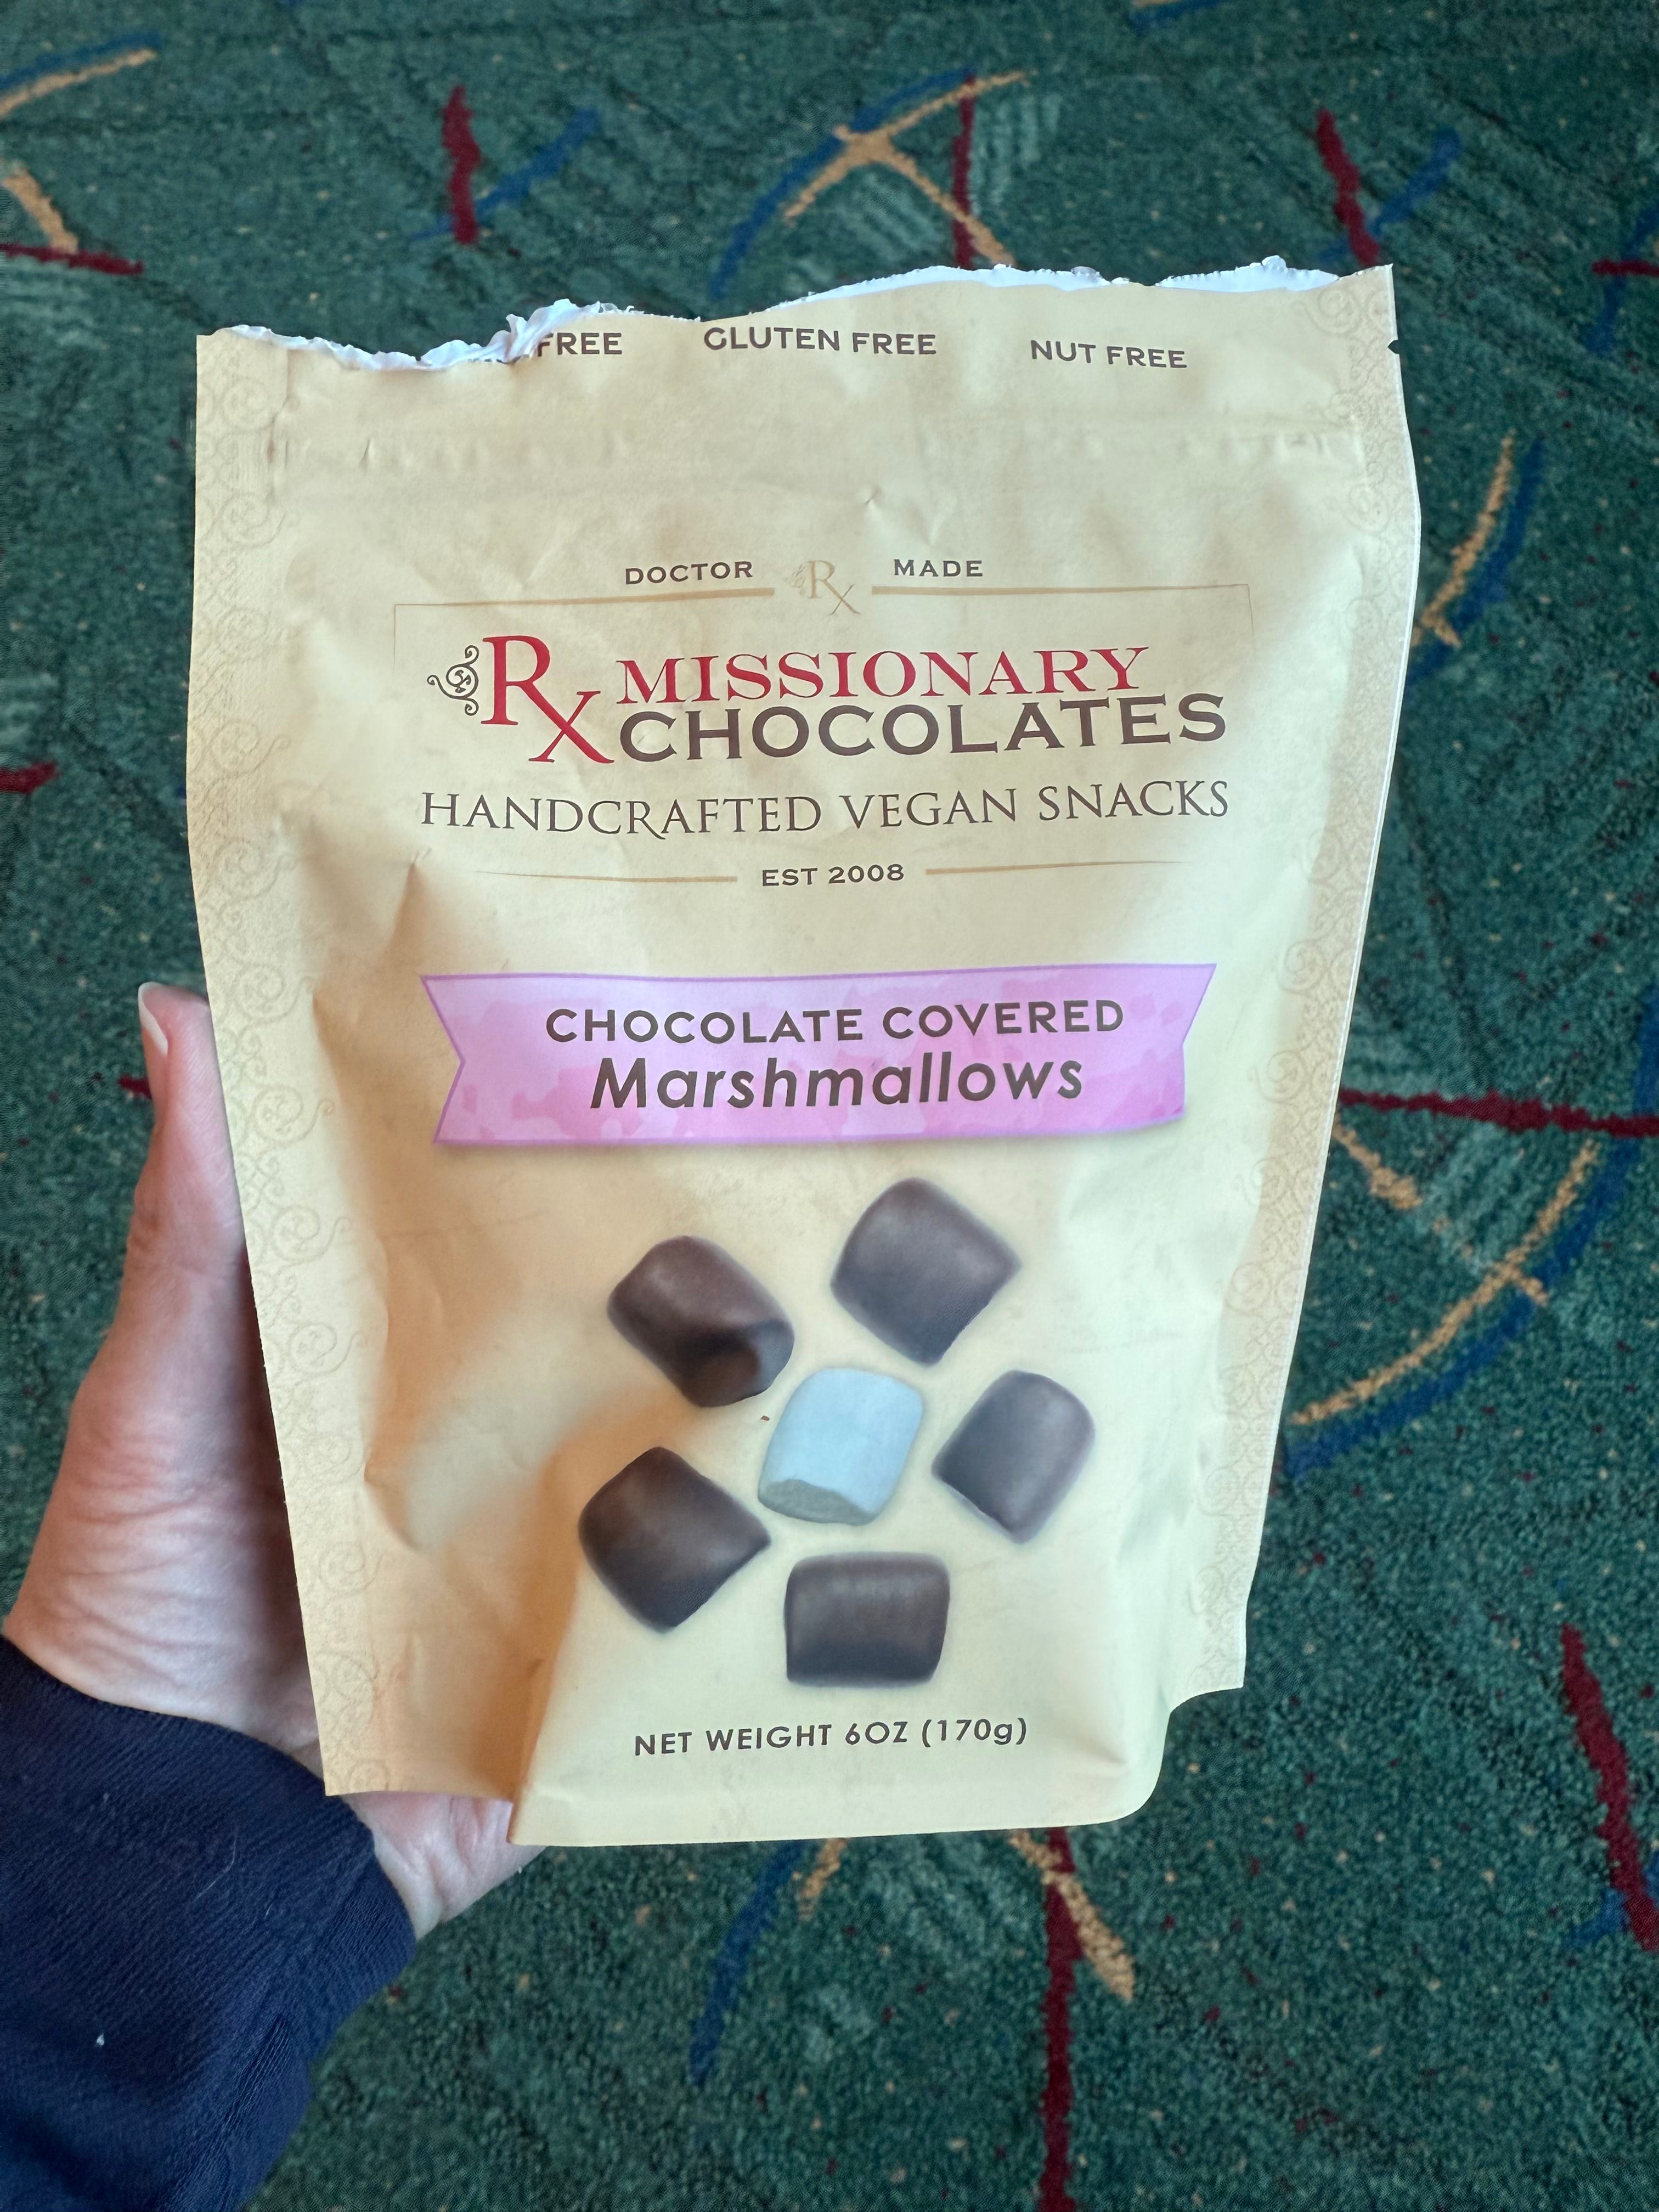 FREE GLUTEN FREE NUT FREE
DOCTOR Rx MADE
Rx MISSIONARY
CHOCOLATES
HANDCRAFTED VEGAN SNACKS
EST 2008
CHOCOLATE COVERED
Marshmallows
NET WEIGHT 6OZ (170g)